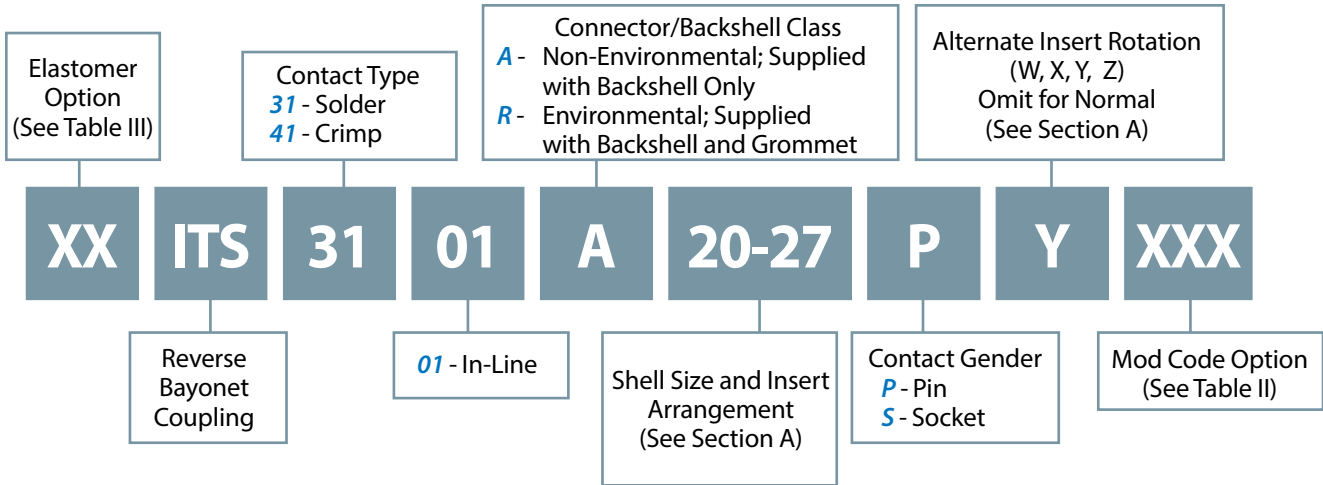 Elastomer
Option
(See Table III)
Contact Type
31 - Solder
41 - Crimp
Connector/Backshell Class
A - Non-Environmental; Supplied
with Backshell Only
R - Environmental; Supplied
with Backshell and Grommet
Alternate Insert Rotation
(W, X, Y, Z)
Omit for Normal
(See Section A)
XX ITS 31 01 A 20-27 P Y XXX
Reverse
Bayonet
Coupling
01 - In-Line
Shell Size and Insert
Arrangement
(See Section A)
Contact Gender
P - Pin
S - Socket
Mod Code Option
(See Table II)